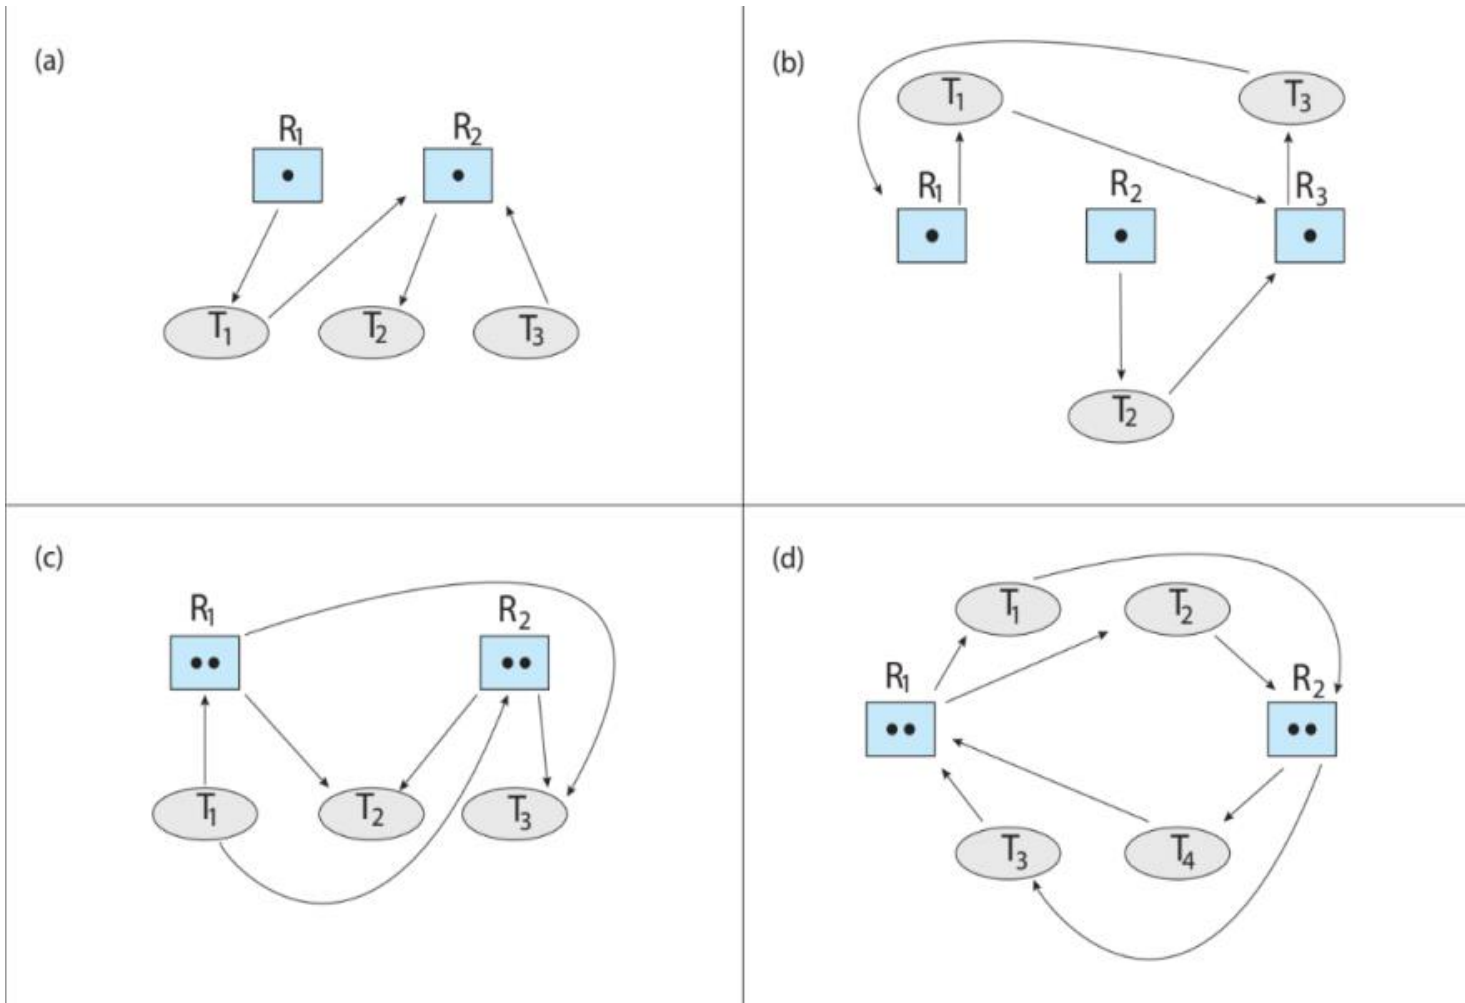 (a)
R₁ R₂
T₁ T₂ T₃
(b)
T₁ T₃
R₁ R₂ R₃
T₂
(c)
R₁ R₂
T₁ T₂ T₃
(d)
T₁ T₂
R₁ R₂
T₃ T₄